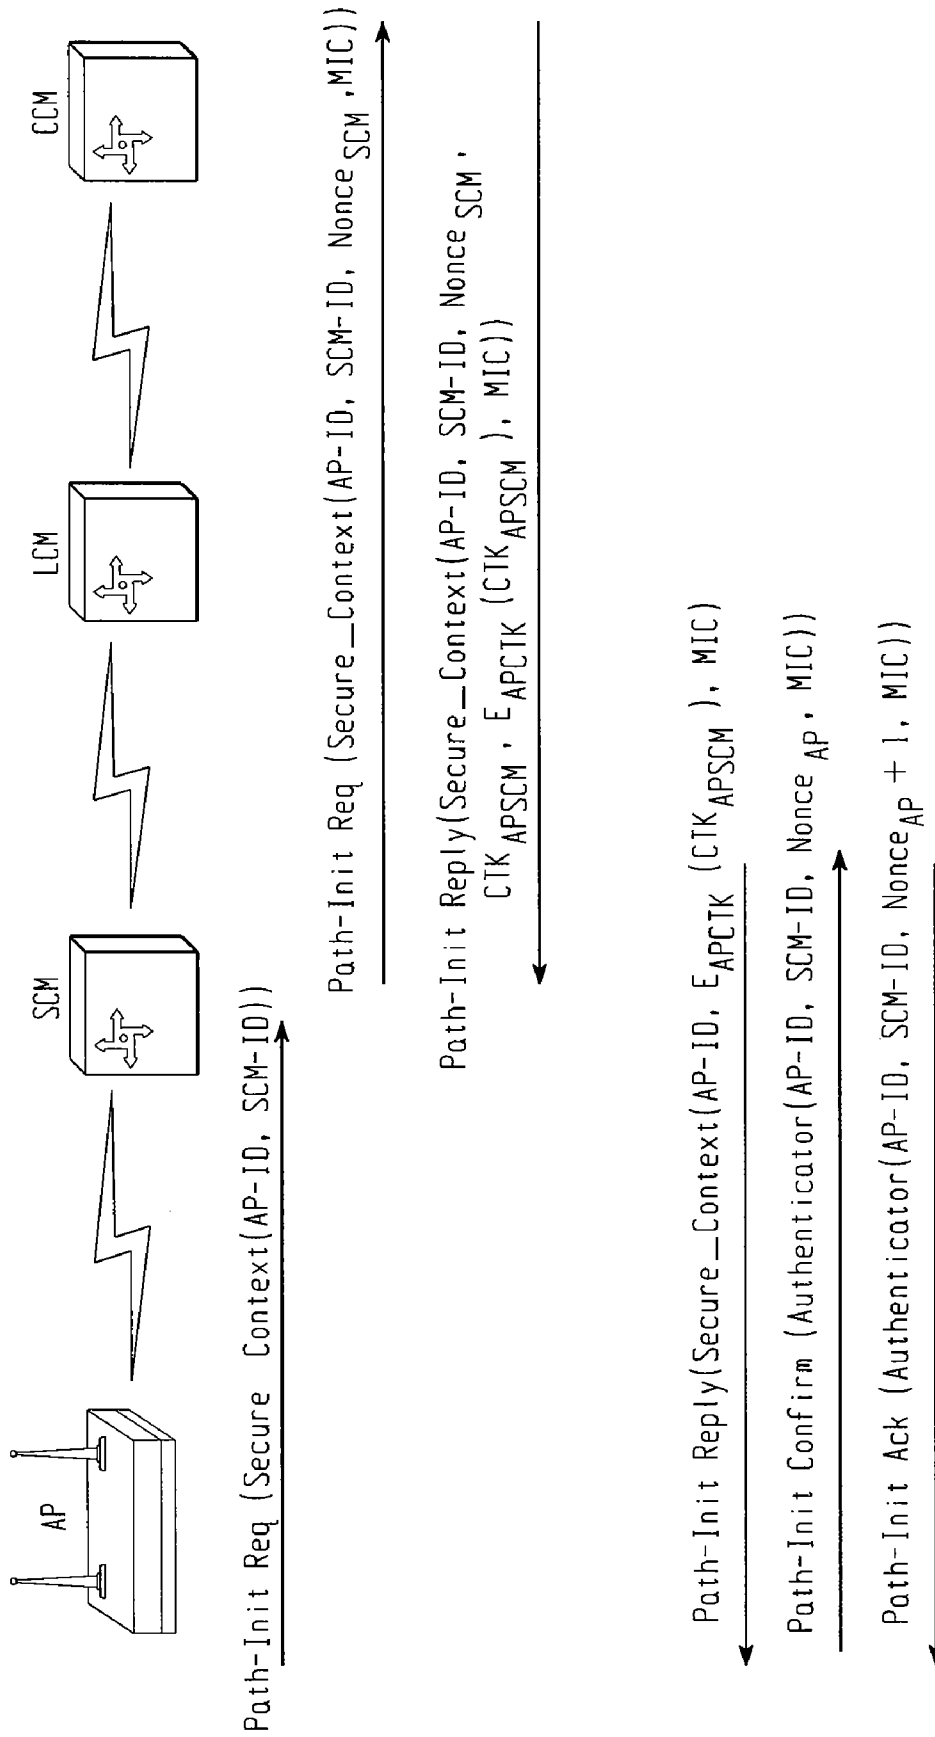 AP
SCM
LCM
CCM
Path-Init Req (Secure Context(AP-ID, SCM-ID))
Path-Init Req (Secure_Context(AP-ID, SCM-ID, Nonce SCM ,MIC))
Path-Init Reply(Secure_Context(AP-ID, SCM-ID, Nonce SCM ,
CTK APSCM , E APCTK (CTK APSCM ), MIC))
Path-Init Reply(Secure_Context(AP-ID, E APCTK (CTK APSCM ), MIC)
Path-Init Confirm (Authenticator(AP-ID, SCM-ID, Nonce AP , MIC))
Path-Init Ack (Authenticator(AP-ID, SCM-ID, Nonce AP + 1, MIC))